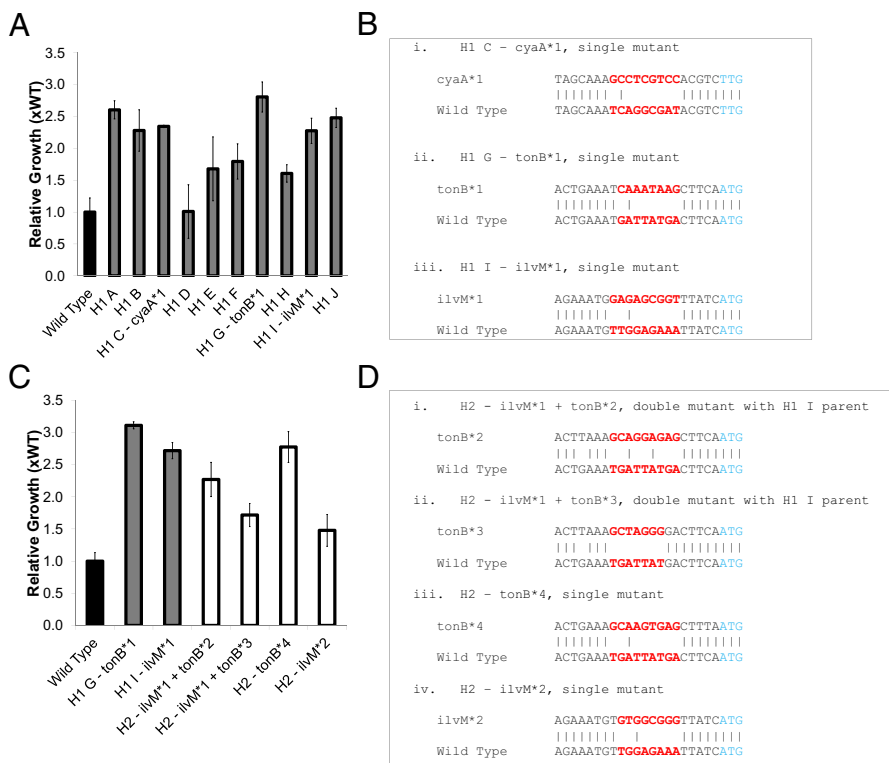 A
Relative Growth (xWT)
3.5
3.0
2.5
2.0
1.5
1.0
0.5
0.0
Wild Type
H1 A
H1 B
H1 C - cyaA*1
H1 D
H1 E
H1 F
H1 G - tonB*1
H1 H
H1 I - ilvM*1
H1 J
B
i. H1 C - cyaA*1, single mutant
cyaA*1 TAGCAAAGCCTCGTCCACGTCTTG
Wild Type TAGCAAATCAGGCGATACGTCTTG
ii. H1 G - tonB*1, single mutant
tonB*1 ACTGAAATCAAATAAGCTTCAATG
Wild Type ACTGAAATGATTATGACTTCAATG
iii. H1 I - ilvM*1, single mutant
ilvM*1 AGAAATGGAGAGCGGTTTATCATG
Wild Type AGAAATGTTGGAGAAATTATCATG
C
Relative Growth (xWT)
3.5
3.0
2.5
2.0
1.5
1.0
0.5
0.0
Wild Type
H1 G - tonB*1
H1 I - ilvM*1
H2 - ilvM*1 + tonB*2
H2 - ilvM*1 + tonB*3
H2 - tonB*4
H2 - ilvM*2
D
i. H2 - ilvM*1 + tonB*2, double mutant with H1 I parent
tonB*2 ACTTAAAGCAGGAGAGCTTCAATG
Wild Type ACTGAAATGATTATGACTTCAATG
ii. H2 - ilvM*1 + tonB*3, double mutant with H1 I parent
tonB*3 ACTTAAAGCTAGGGGACTTCAATG
Wild Type ACTGAAATGATTATGACTTCAATG
iii. H2 - tonB*4, single mutant
tonB*4 ACTGAAAGCAAGTGAGCTTTAATG
Wild Type ACTGAAATGATTATGACTTCAATG
iv. H2 - ilvM*2, single mutant
ilvM*2 AGAAATGTGTGGCGGGTTATCATG
Wild Type AGAAATGTTGGAGAAATTATCATG